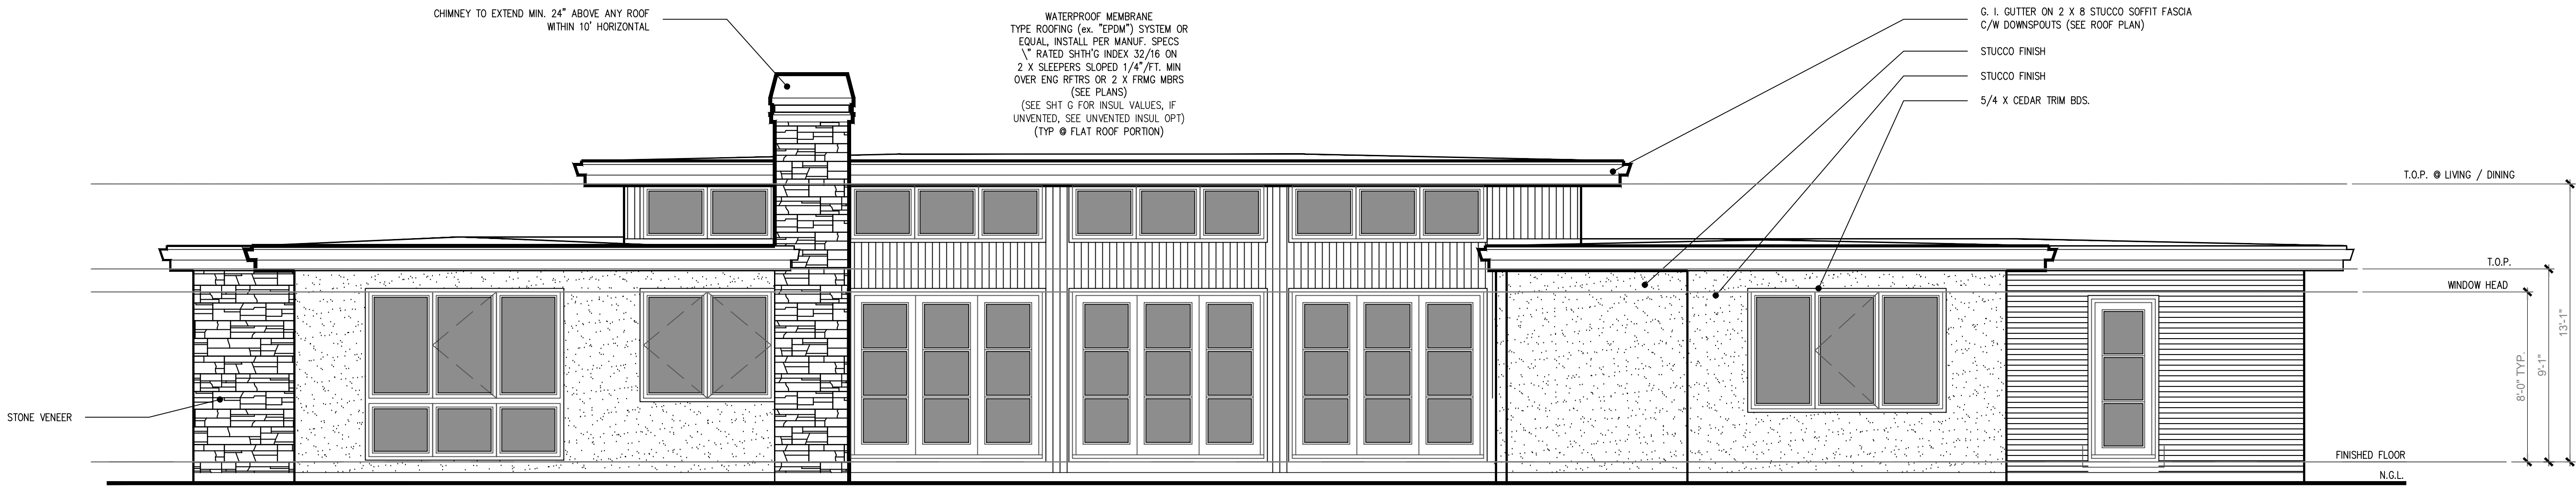 CHIMNEY TO EXTEND MIN. 24" ABOVE ANY ROOF
WITHIN 10' HORIZONTAL
WATERPROOF MEMBRANE
TYPE ROOFING (ex. "EPDM") SYSTEM OR
EQUAL, INSTALL PER MANUF. SPECS
\" RATED SHTH'G INDEX 32/16 ON
2 X SLEEPERS SLOPED 1/4"/FT. MIN
OVER ENG RFTRS OR 2 X FRMG MBRS
(SEE PLANS)
(SEE SHT G FOR INSUL VALUES, IF
UNVENTED, SEE UNVENTED INSUL OPT)
(TYP @ FLAT ROOF PORTION)
G. I. GUTTER ON 2 X 8 STUCCO SOFFIT FASCIA
C/W DOWNSPOUTS (SEE ROOF PLAN)
STUCCO FINISH
STUCCO FINISH
5/4 X CEDAR TRIM BDS.
T.O.P. @ LIVING / DINING
T.O.P.
WINDOW HEAD
8'-0" TYP.
9'-1"
13'-1"
STONE VENEER
FINISHED FLOOR
N.G.L.